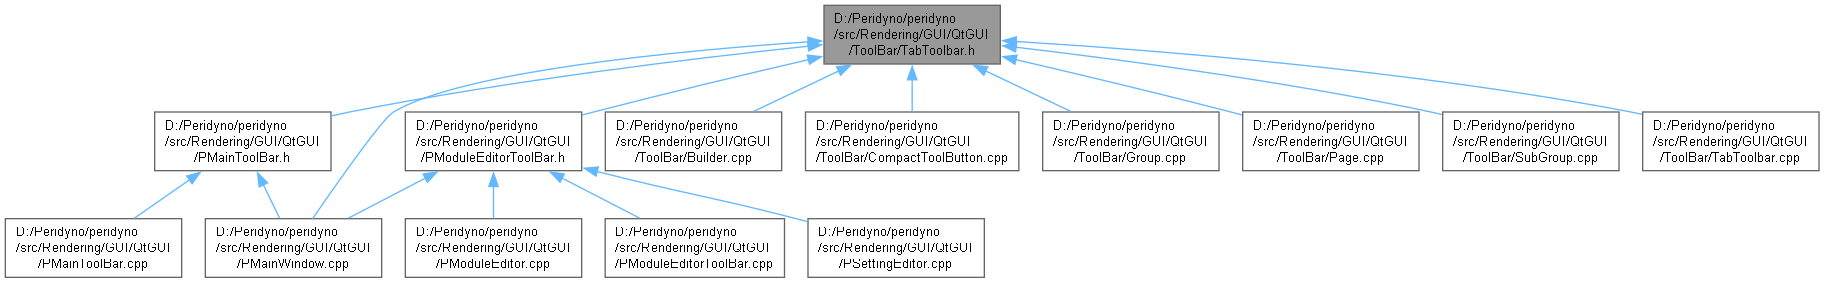 D:/Peridyno/peridyno
/src/Rendering/GUI/QtGUI
/ToolBar/TabToolbar.h
D:/Peridyno/peridyno
/src/Rendering/GUI/QtGUI
/PMainToolBar.h
D:/Peridyno/peridyno
/src/Rendering/GUI/QtGUI
/PModuleEditorToolBar.h
D:/Peridyno/peridyno
/src/Rendering/GUI/QtGUI
/ToolBar/Builder.cpp
D:/Peridyno/peridyno
/src/Rendering/GUI/QtGUI
/ToolBar/CompactToolButton.cpp
D:/Peridyno/peridyno
/src/Rendering/GUI/QtGUI
/ToolBar/Group.cpp
D:/Peridyno/peridyno
/src/Rendering/GUI/QtGUI
/ToolBar/Page.cpp
D:/Peridyno/peridyno
/src/Rendering/GUI/QtGUI
/ToolBar/SubGroup.cpp
D:/Peridyno/peridyno
/src/Rendering/GUI/QtGUI
/ToolBar/TabToolbar.cpp
D:/Peridyno/peridyno
/src/Rendering/GUI/QtGUI
/PMainToolBar.cpp
D:/Peridyno/peridyno
/src/Rendering/GUI/QtGUI
/PMainWindow.cpp
D:/Peridyno/peridyno
/src/Rendering/GUI/QtGUI
/PModuleEditor.cpp
D:/Peridyno/peridyno
/src/Rendering/GUI/QtGUI
/PModuleEditorToolBar.cpp
D:/Peridyno/peridyno
/src/Rendering/GUI/QtGUI
/PSettingEditor.cpp